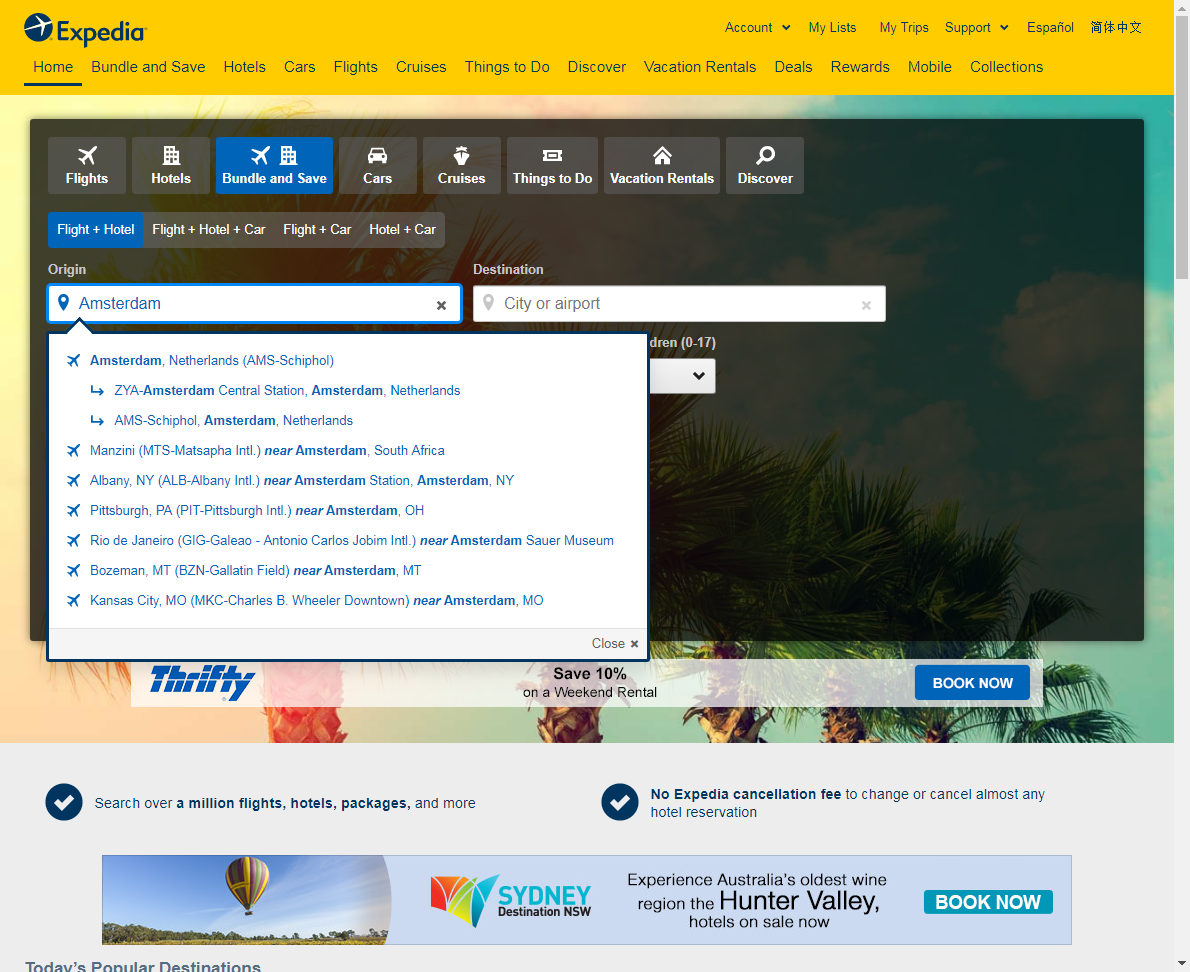 Expedia
Account
My Lists
My Trips
Support
Español
简体中文
Home
Bundle and Save
Hotels
Cars
Flights
Cruises
Things to Do
Discover
Vacation Rentals
Deals
Rewards
Mobile
Collections
Flights
Hotels
Bundle and Save
Cars
Cruises
Things to Do
Vacation Rentals
Discover
Flight + Hotel
Flight + Hotel + Car
Flight + Car
Hotel + Car
Origin
Destination
Amsterdam
City or airport
dren (0-17)
Amsterdam, Netherlands (AMS-Schiphol)
ZYA-Amsterdam Central Station, Amsterdam, Netherlands
AMS-Schiphol, Amsterdam, Netherlands
Manzini (MTS-Matsapha Intl.) near Amsterdam, South Africa
Albany, NY (ALB-Albany Intl.) near Amsterdam Station, Amsterdam, NY
Pittsburgh, PA (PIT-Pittsburgh Intl.) near Amsterdam, OH
Rio de Janeiro (GIG-Galeao - Antonio Carlos Jobim Intl.) near Amsterdam Sauer Museum
Bozeman, MT (BZN-Gallatin Field) near Amsterdam, MT
Kansas City, MO (MKC-Charles B. Wheeler Downtown) near Amsterdam, MO
Close
Thrifty
Save 10%
on a Weekend Rental
BOOK NOW
Search over a million flights, hotels, packages, and more
No Expedia cancellation fee to change or cancel almost any
hotel reservation
SYDNEY
Destination NSW
Experience Australia's oldest wine
region the Hunter Valley,
hotels on sale now
BOOK NOW
Today's Popular Destinations